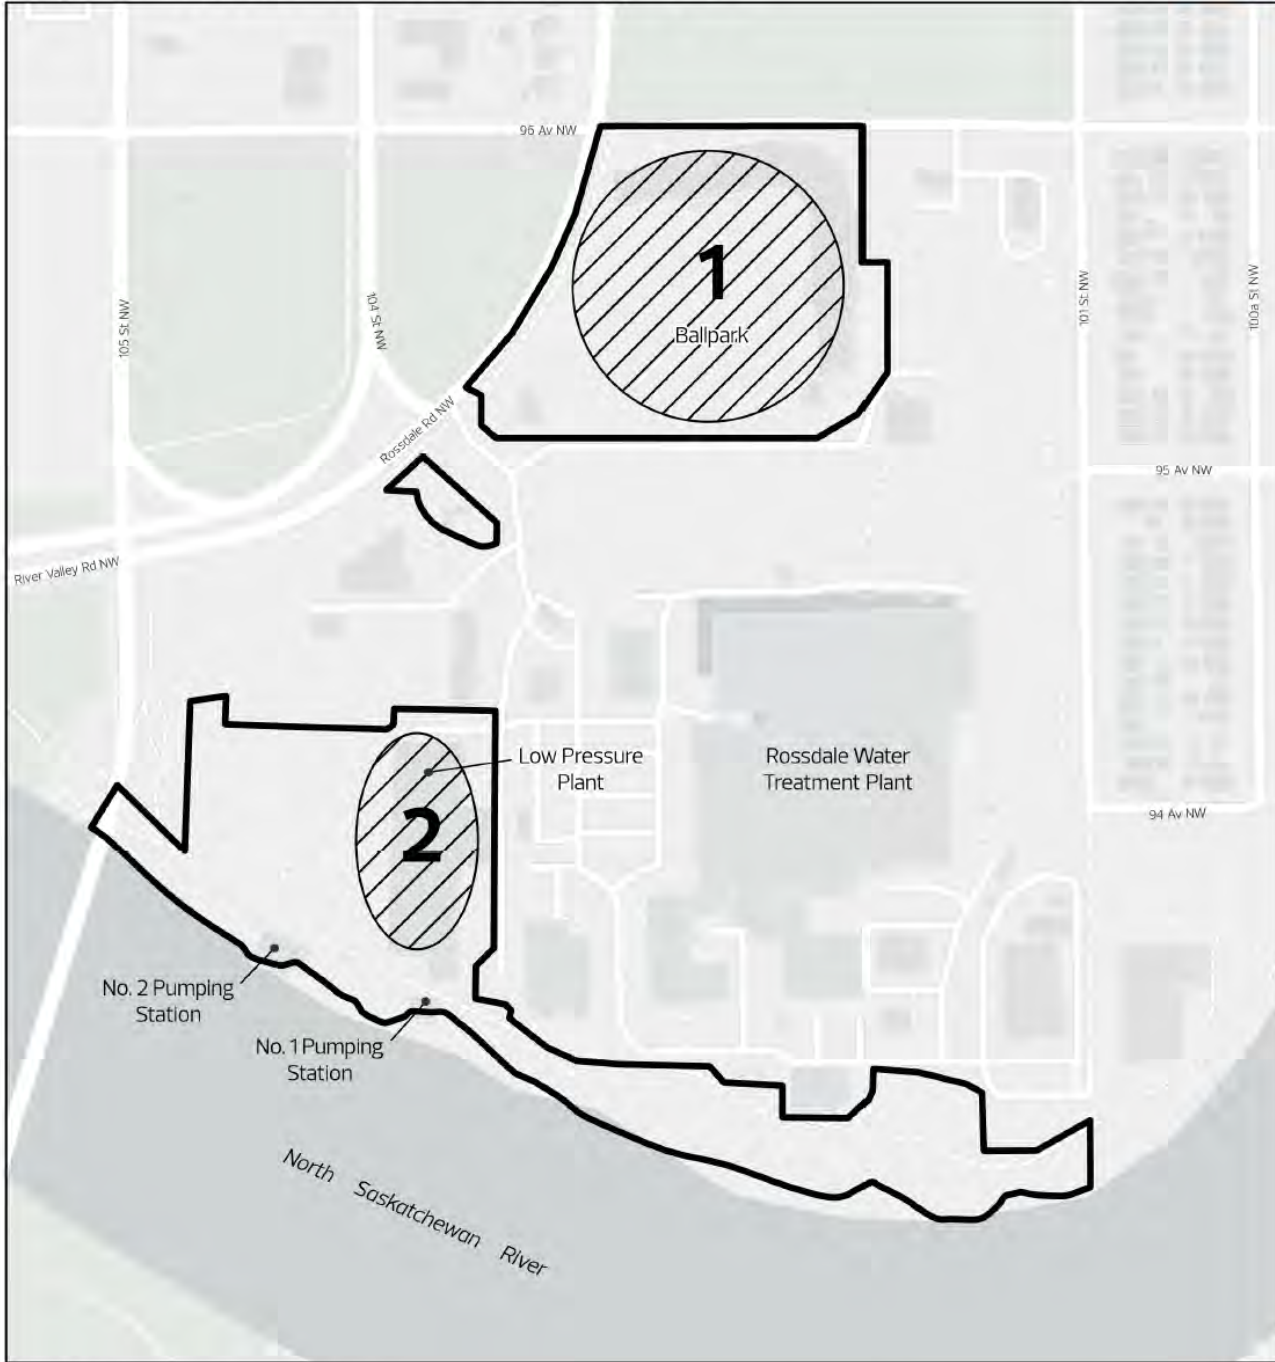 96 Av NW
1
Ballpark
105 St NW
104 St NW
101 St NW
100a St NW
Rossdale Rd NW
95 Av NW
River Valley Rd NW
Low Pressure
Plant
Rossdale Water
Treatment Plant
2
94 Av NW
No. 2 Pumping
Station
No. 1 Pumping
Station
North Saskatchewan River